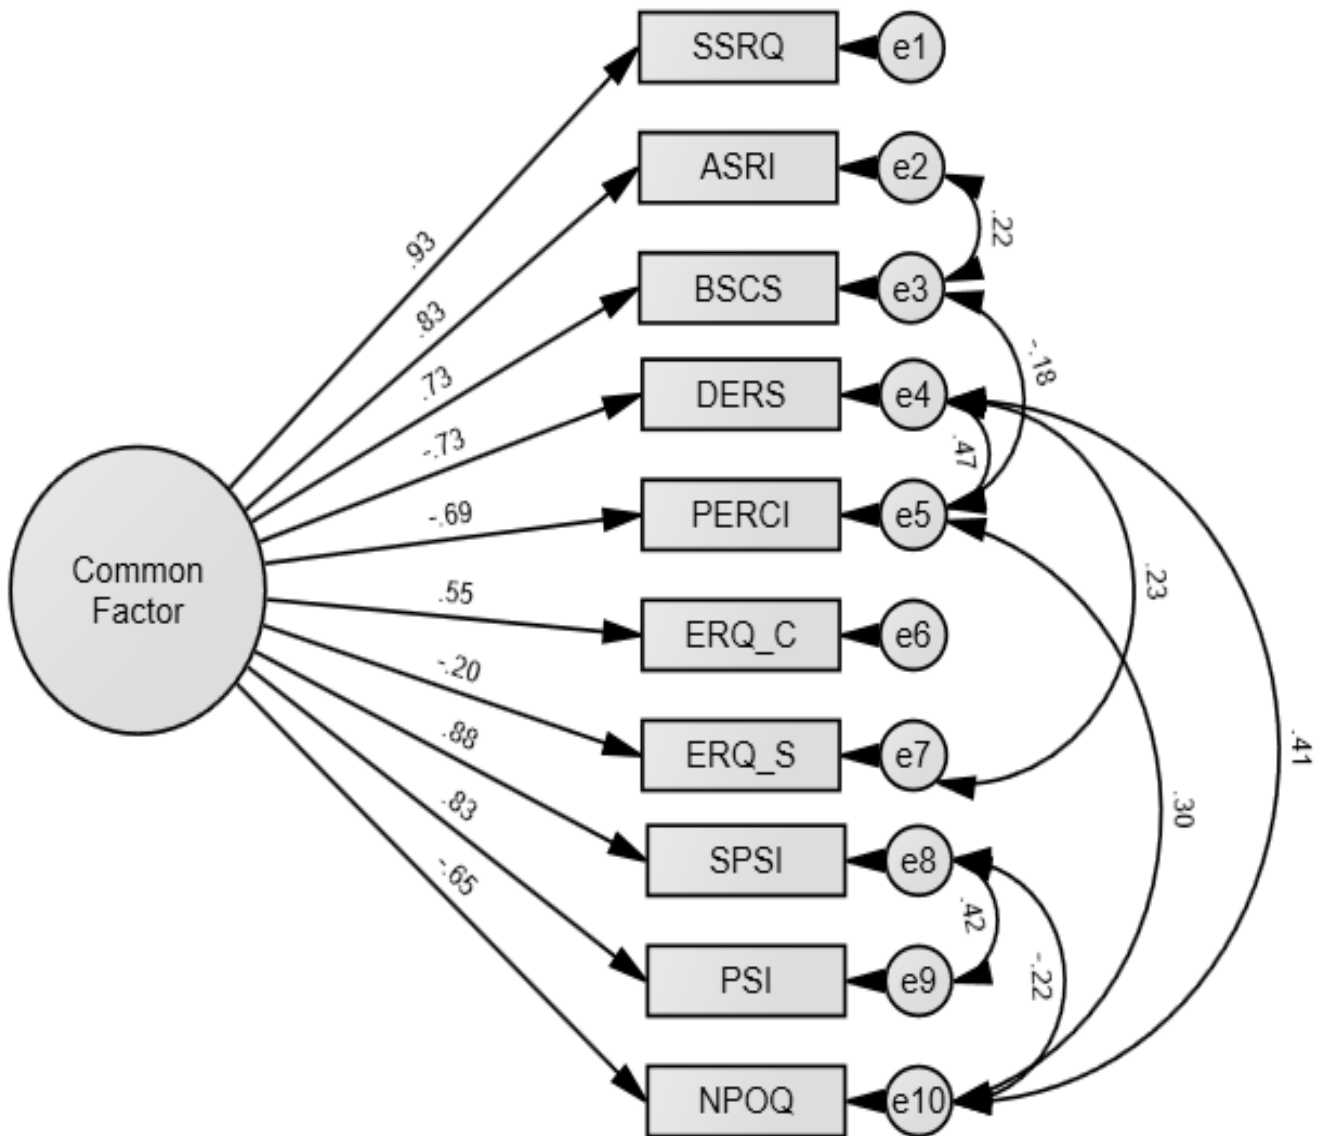 SSRQ
e1
ASRI
e2
.22
BSCS
e3
-.18
DERS
e4
.47
PERCI
e5
ERQ_C
e6
.23
ERQ_S
e7
.41
.30
SPSI
e8
.42
PSI
e9
-.22
NPOQ
e10
Common
Factor
.93
.83
.73
-.73
-.69
.55
-.20
.88
.83
-.65